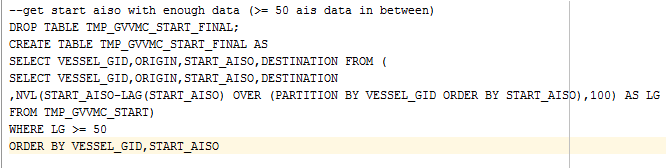 --get start aiso with enough data (>= 50 ais data in between)
DROP TABLE TMP_GVVMC_START_FINAL;
CREATE TABLE TMP_GVVMC_START_FINAL AS
SELECT VESSEL_GID,ORIGIN,START_AISO,DESTINATION FROM (
SELECT VESSEL_GID,ORIGIN,START_AISO,DESTINATION
,NVL(START_AISO-LAG(START_AISO) OVER (PARTITION BY VESSEL_GID ORDER BY START_AISO),100) AS LG
FROM TMP_GVVMC_START)
WHERE LG >= 50
ORDER BY VESSEL_GID,START_AISO